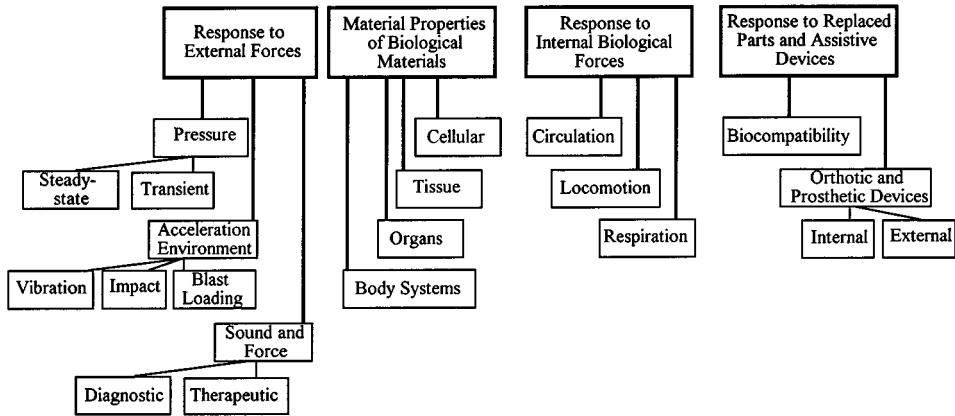 Response to
External Forces
Material Properties
of Biological
Materials
Response to
Internal Biological
Forces
Response to Replaced
Parts and Assistive
Devices
Pressure
Steady-
state
Transient
Acceleration
Environment
Vibration
Impact
Blast
Loading
Sound and
Force
Diagnostic
Therapeutic
Cellular
Tissue
Organs
Body Systems
Circulation
Locomotion
Respiration
Biocompatibility
Orthotic and
Prosthetic Devices
Internal
External